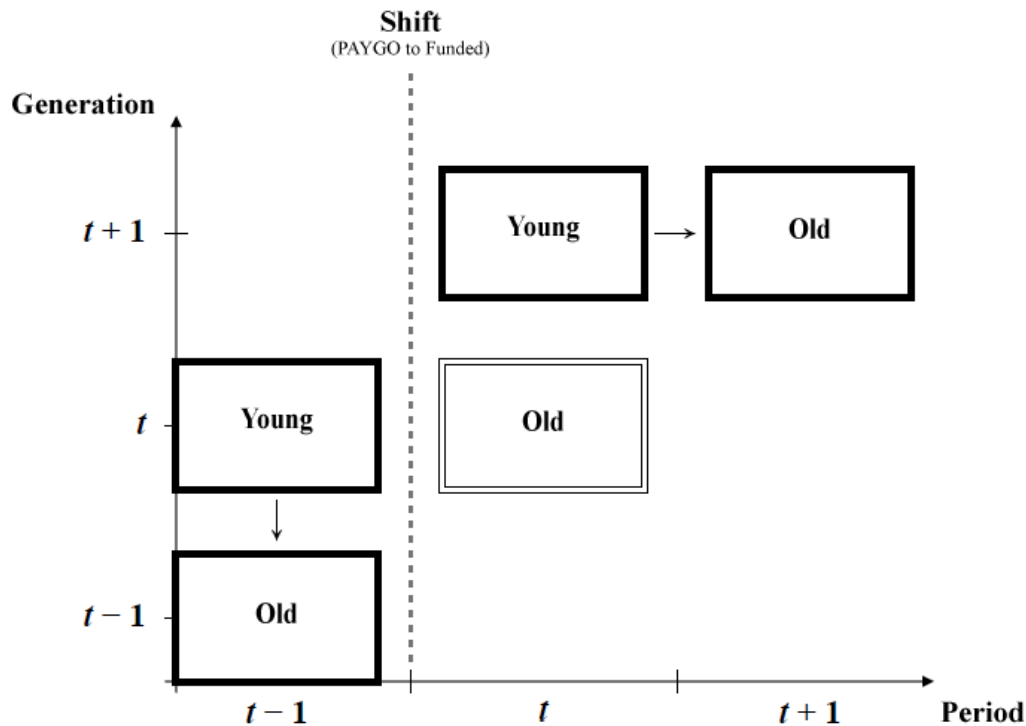 Shift
(PAYGO to Funded)
Generation
t + 1
Young
Old
t
Young
Old
t − 1
Old
t − 1
t
t + 1
Period